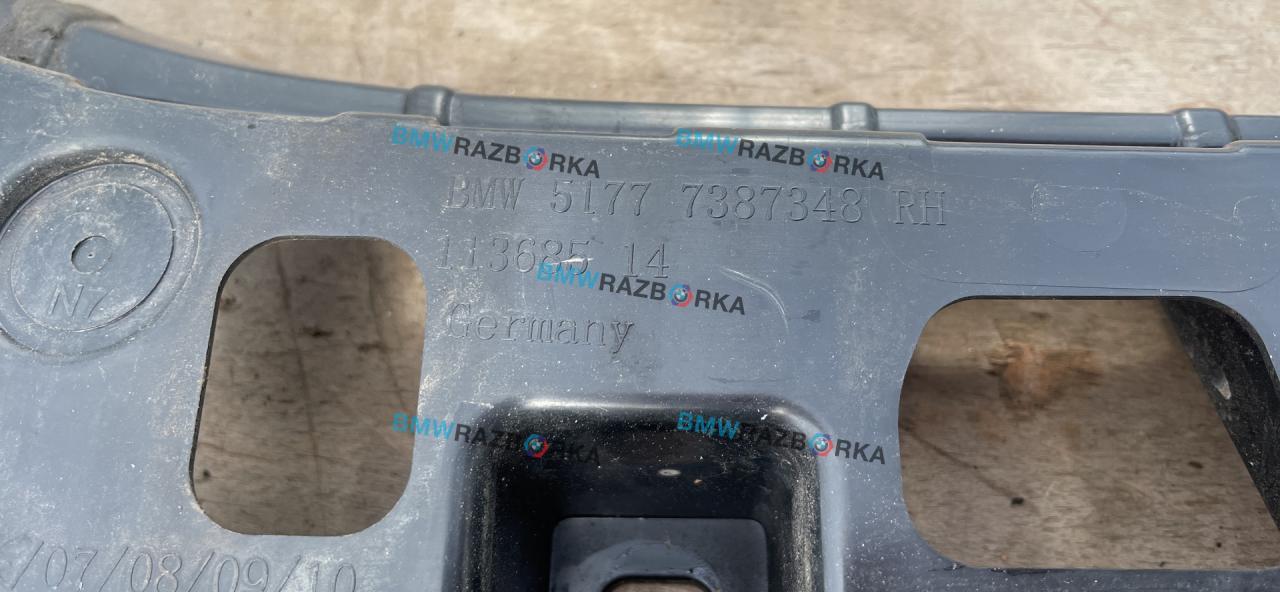 BMWRAZBORKA BMWRAZBORKA
BMW 5177 7387348 RH
113685 14
BMWRAZBORKA
Germany
N7
BMWRAZBORKA BMWRAZBORKA
/07/08/09/10